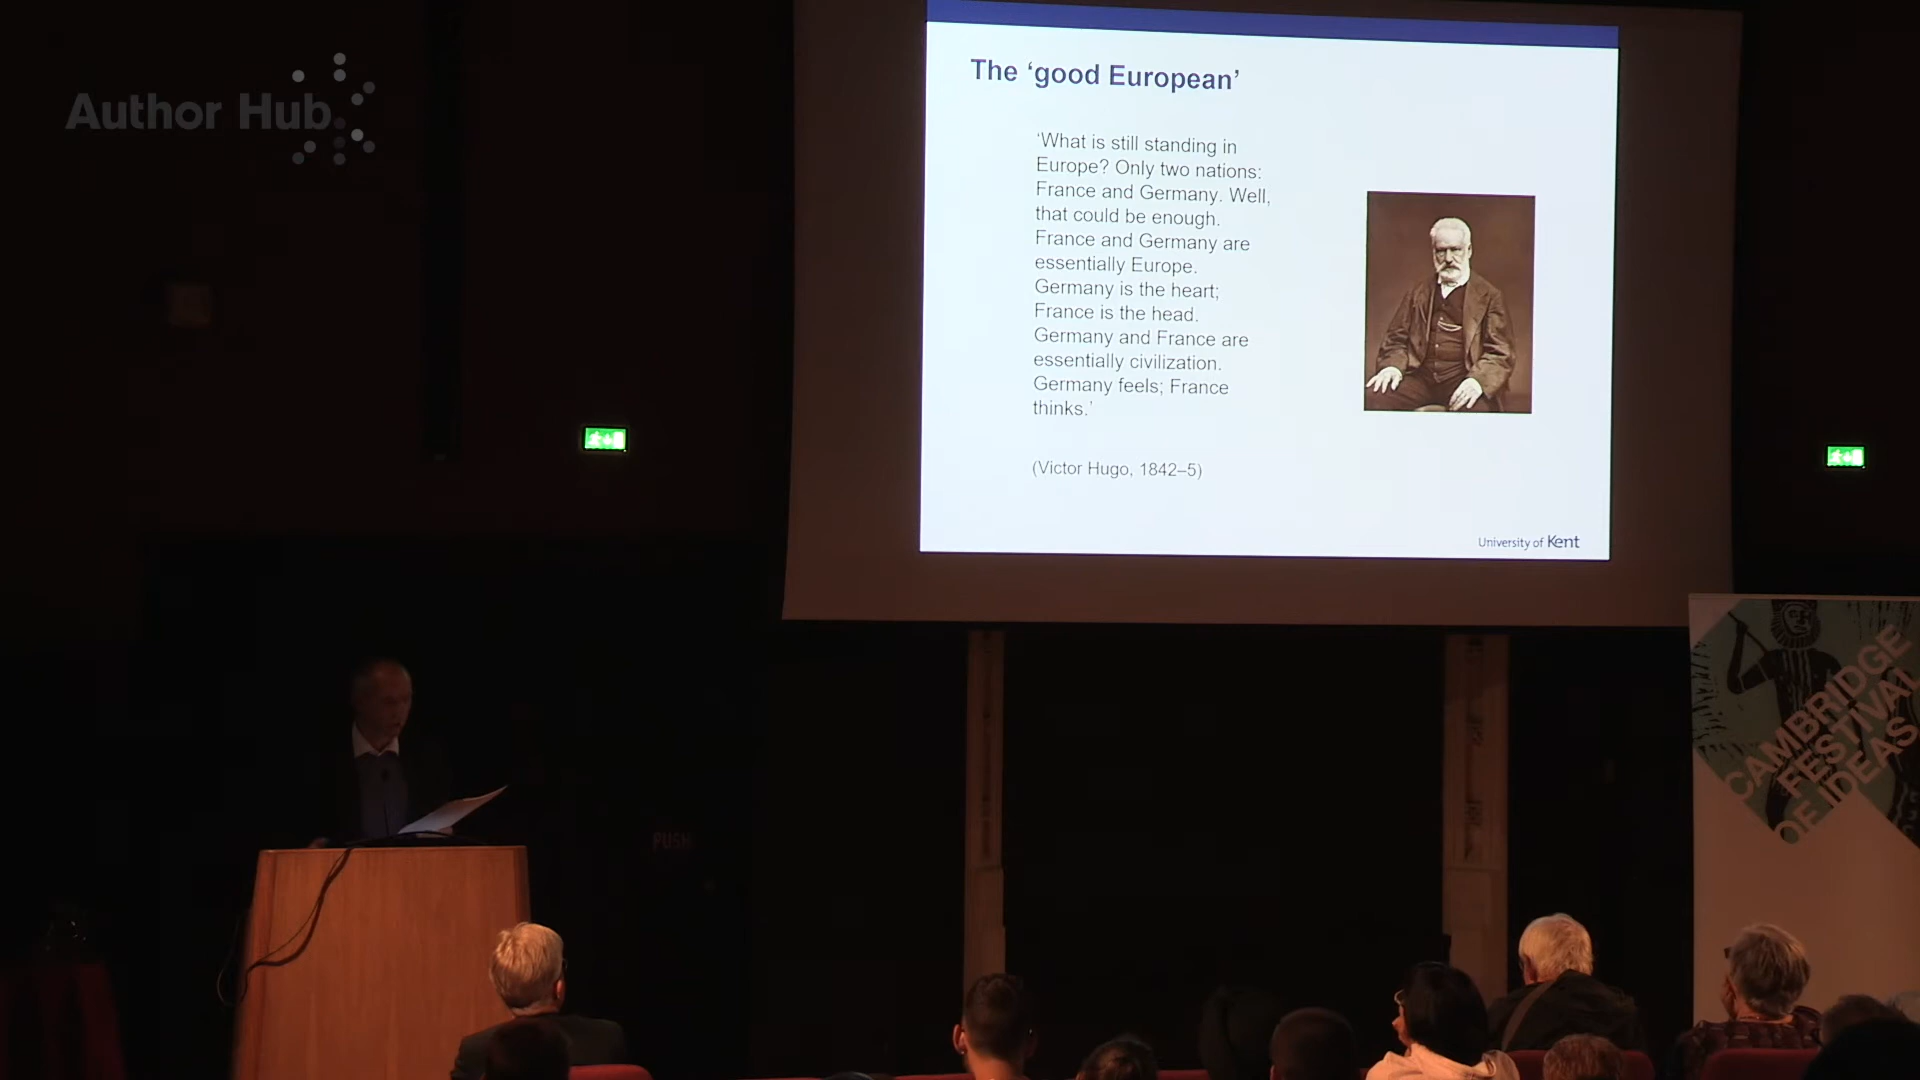 Author Hub
The ‘good European’
‘What is still standing in
Europe? Only two nations:
France and Germany. Well,
that could be enough.
France and Germany are
essentially Europe.
Germany is the heart;
France is the head.
Germany and France are
essentially civilization.
Germany feels; France
thinks.’
(Victor Hugo, 1842–5)
University of Kent
PUSH
CAMBRIDGE
FESTIVAL
OF IDEAS